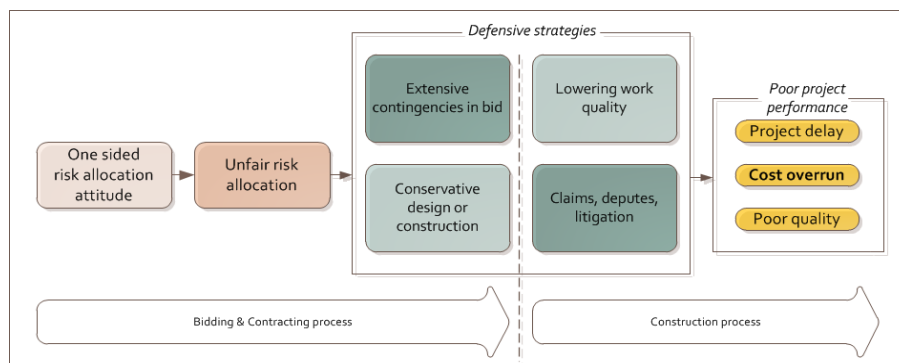 Defensive strategies
One sided
risk allocation
attitude
Unfair risk
allocation
Extensive
contingencies in bid
Lowering work
quality
Conservative
design or
construction
Claims, deputes,
litigation
Poor project
performance
Project delay
Cost overrun
Poor quality
Bidding & Contracting process
Construction process